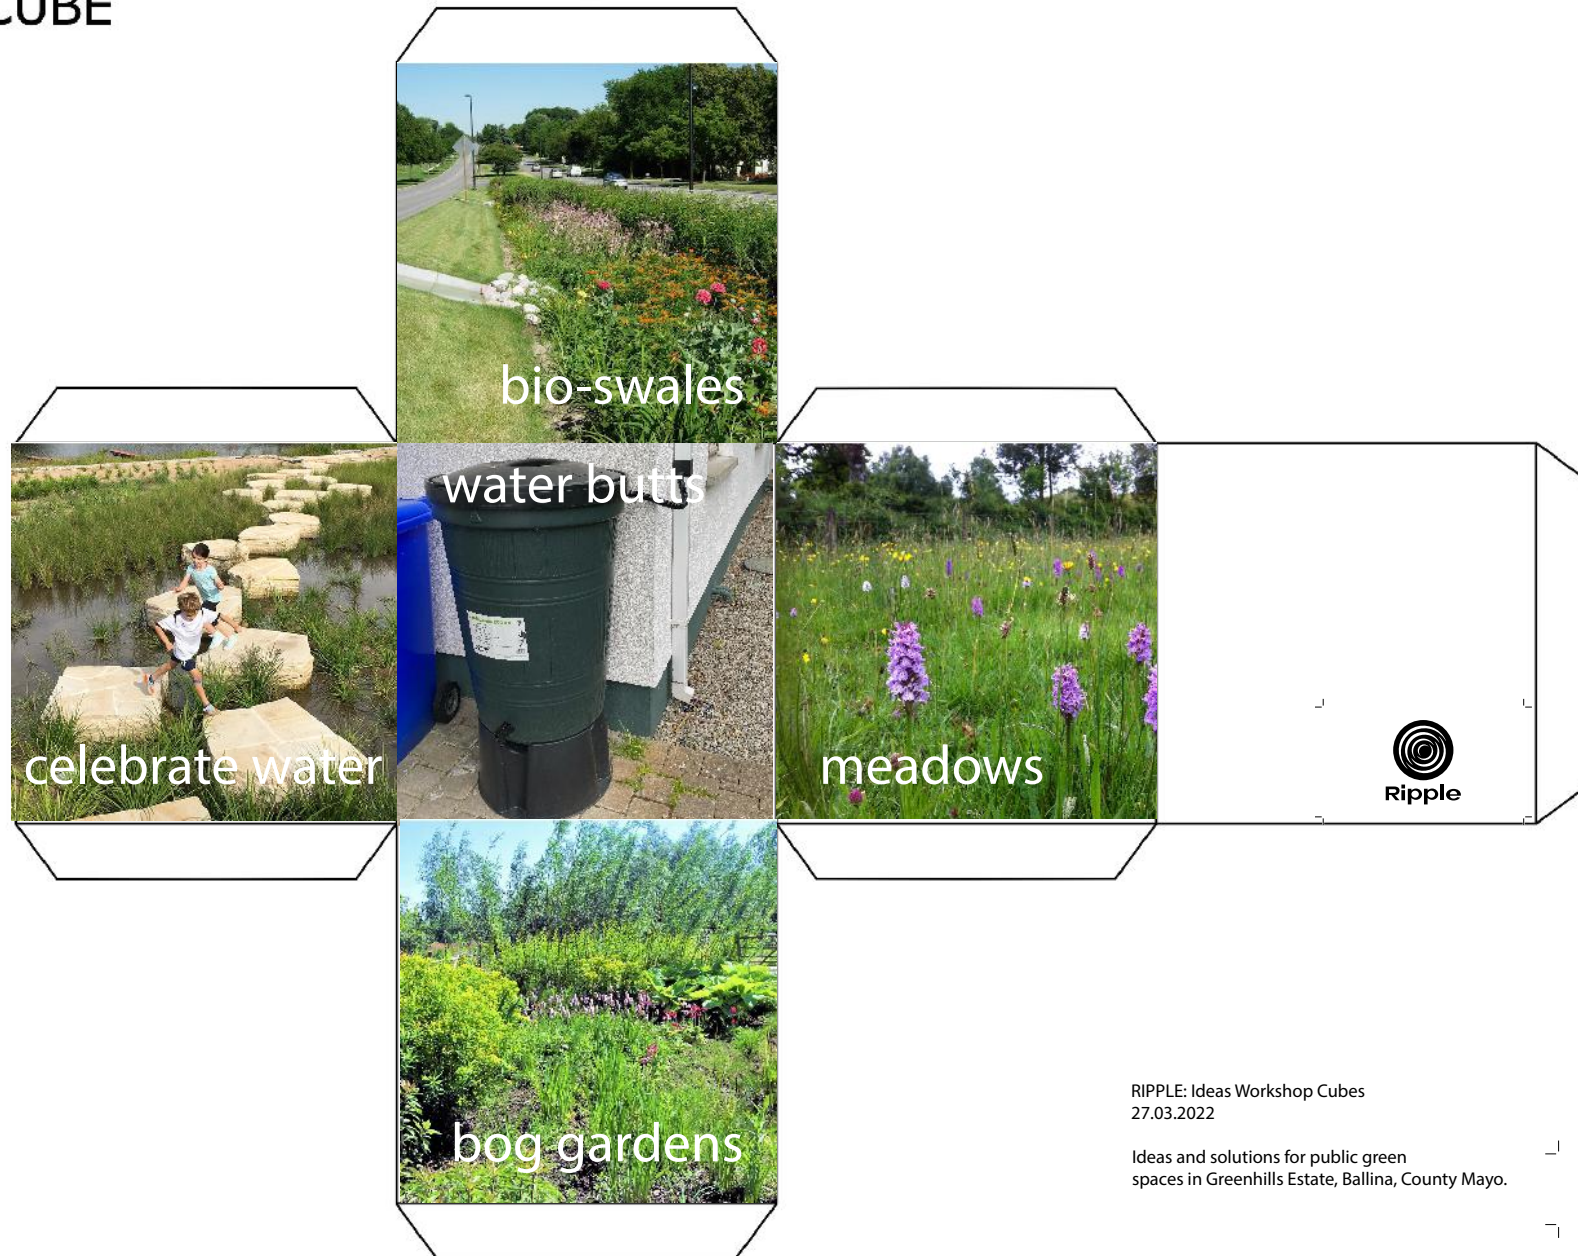 CUBE
bio-swales
water butts
celebrate water
meadows
Ripple
bog gardens
RIPPLE: Ideas Workshop Cubes
27.03.2022
Ideas and solutions for public green
spaces in Greenhills Estate, Ballina, County Mayo.